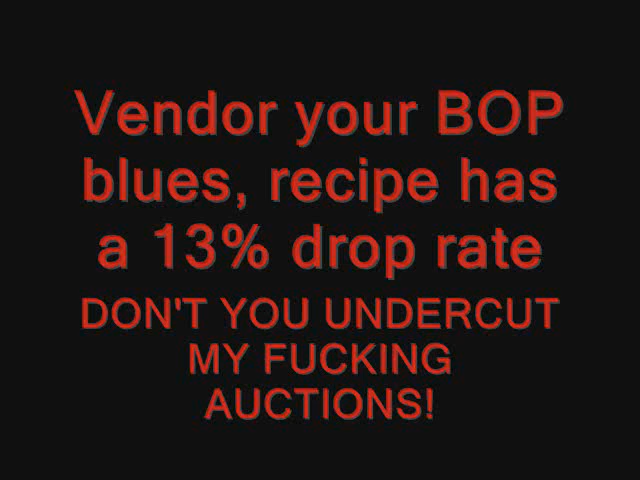 Vendor your BOP
blues, recipe has
a 13% drop rate
DON'T YOU UNDERCUT
MY FUCKING
AUCTIONS!